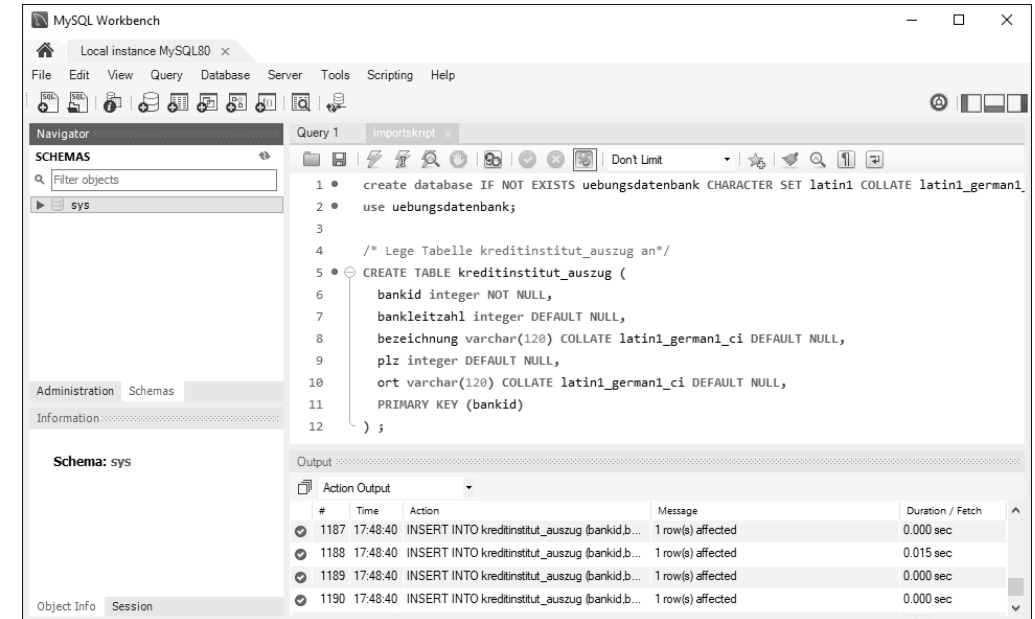 MySQL Workbench
Local instance MySQL80 ×
File Edit View Query Database Server Tools Scripting Help
Navigator
SCHEMAS
Filter objects
sys
Administration Schemas
Information
Schema: sys
Object Info Session
Query 1 importskript ×
Don't Limit
1 create database IF NOT EXISTS uebungsdatenbank CHARACTER SET latin1 COLLATE latin1_german1_
2 use uebungsdatenbank;
3
4 /* Lege Tabelle kreditinstitut_auszug an*/
5 CREATE TABLE kreditinstitut_auszug (
6 bankid integer NOT NULL,
7 bankleitzahl integer DEFAULT NULL,
8 bezeichnung varchar(120) COLLATE latin1_german1_ci DEFAULT NULL,
9 plz integer DEFAULT NULL,
10 ort varchar(120) COLLATE latin1_german1_ci DEFAULT NULL,
11 PRIMARY KEY (bankid)
12 ) ;
Output
Action Output
# Time Action Message Duration / Fetch
1187 17:48:40 INSERT INTO kreditinstitut_auszug (bankid,b... 1 row(s) affected 0.000 sec
1188 17:48:40 INSERT INTO kreditinstitut_auszug (bankid,b... 1 row(s) affected 0.015 sec
1189 17:48:40 INSERT INTO kreditinstitut_auszug (bankid,b... 1 row(s) affected 0.000 sec
1190 17:48:40 INSERT INTO kreditinstitut_auszug (bankid,b... 1 row(s) affected 0.000 sec